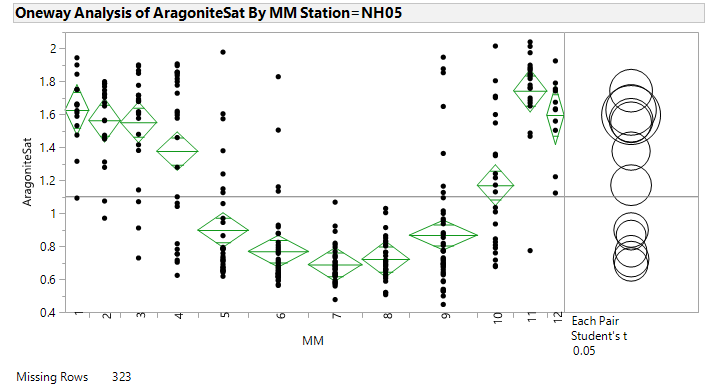 Oneway Analysis of AragoniteSat By MM Station=NH05
2
1.8
1.6
1.4
1.2
1
0.8
0.6
0.4
AragoniteSat
1 2 3 4 5 6 7 8 9 10 11 12
MM
Each Pair
Student's t
0.05
Missing Rows 323